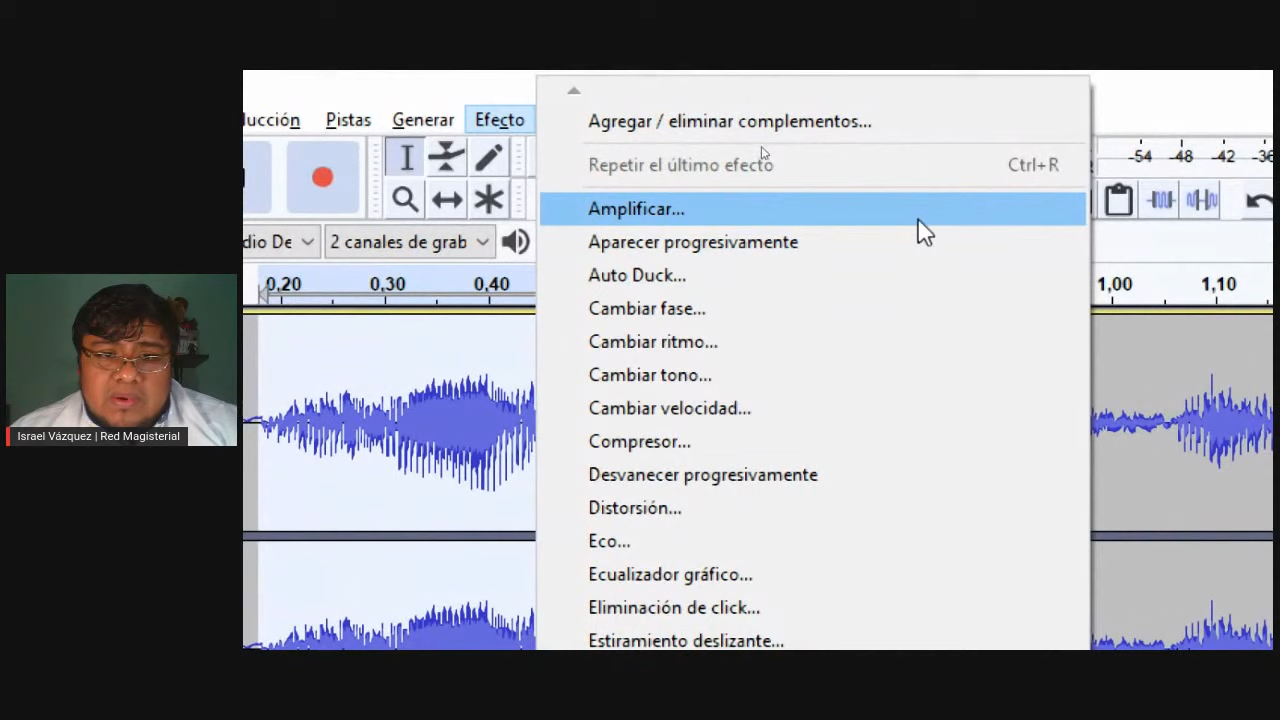 ucción Pistas Generar Efecto
Agregar / eliminar complementos...
Repetir el último efecto Ctrl+R
-54 -48 -42 -36 -30
Amplificar...
dio De 2 canales de grab
Aparecer progresivamente
Auto Duck...
0,20 0,30 0,40 1,00 1,10
Cambiar fase...
Cambiar ritmo...
Cambiar tono...
Cambiar velocidad...
Compresor...
Israel Vázquez | Red Magisterial
Desvanecer progresivamente
Distorsión...
Eco...
Ecualizador gráfico...
Eliminación de click...
Estiramiento deslizante...